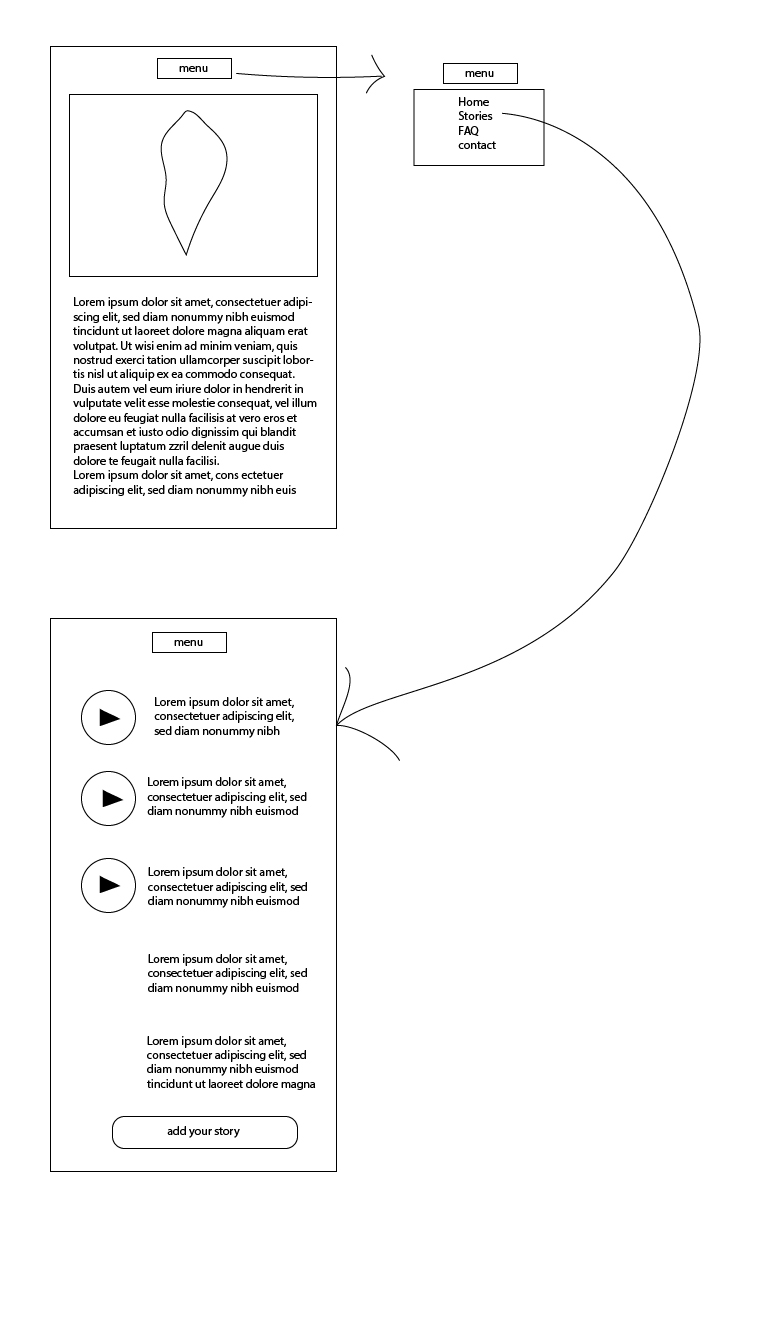 menu
menu
Home
Stories
FAQ
contact
Lorem ipsum dolor sit amet, consectetuer adipi-
scing elit, sed diam nonummy nibh euismod
tincidunt ut laoreet dolore magna aliquam erat
volutpat. Ut wisi enim ad minim veniam, quis
nostrud exerci tation ullamcorper suscipit lobor-
tis nisl ut aliquip ex ea commodo consequat.
Duis autem vel eum iriure dolor in hendrerit in
vulputate velit esse molestie consequat, vel illum
dolore eu feugiat nulla facilisis at vero eros et
accumsan et iusto odio dignissim qui blandit
praesent luptatum zzril delenit augue duis
dolore te feugait nulla facilisi.
Lorem ipsum dolor sit amet, cons ectetuer
adipiscing elit, sed diam nonummy nibh euis
menu
Lorem ipsum dolor sit amet,
consectetuer adipiscing elit,
sed diam nonummy nibh
Lorem ipsum dolor sit amet,
consectetuer adipiscing elit, sed
diam nonummy nibh euismod
Lorem ipsum dolor sit amet,
consectetuer adipiscing elit, sed
diam nonummy nibh euismod
Lorem ipsum dolor sit amet,
consectetuer adipiscing elit, sed
diam nonummy nibh euismod
Lorem ipsum dolor sit amet,
consectetuer adipiscing elit, sed
diam nonummy nibh euismod
tincidunt ut laoreet dolore magna
add your story